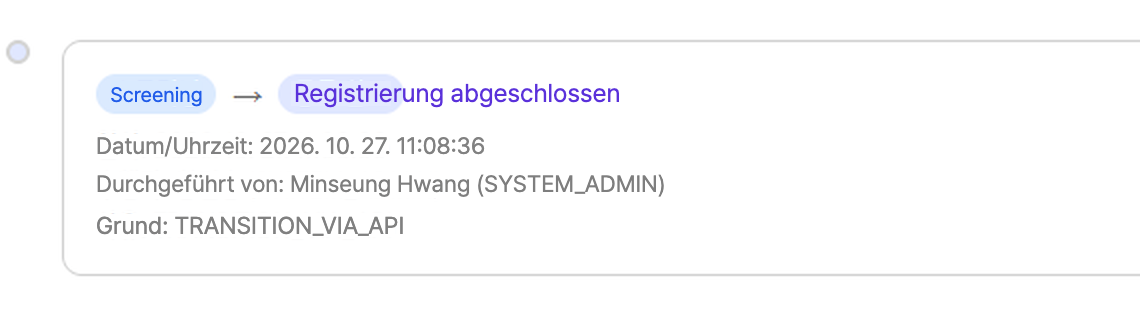 Screening → Registrierung abgeschlossen
Datum/Uhrzeit: 2026. 10. 27. 11:08:36
Durchgeführt von: Minseung Hwang (SYSTEM_ADMIN)
Grund: TRANSITION_VIA_API